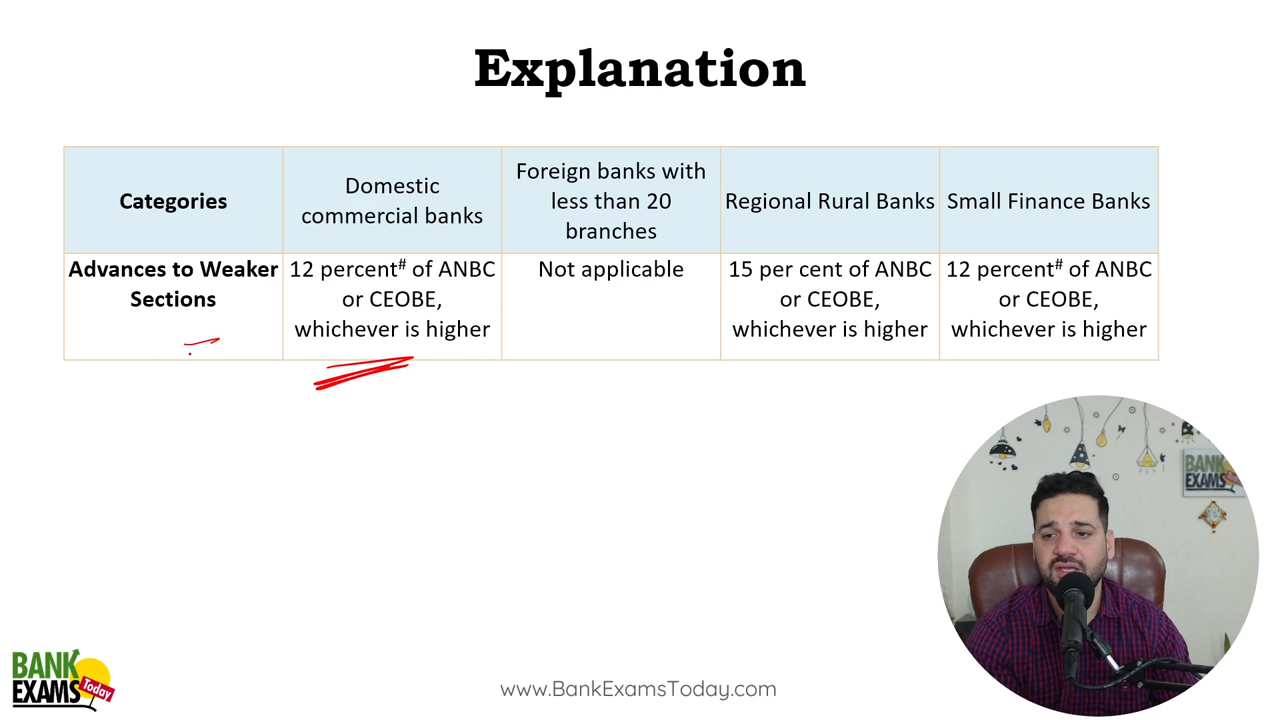 Explanation
Categories
Domestic
commercial banks
Foreign banks with
less than 20
branches
Regional Rural Banks
Small Finance Banks
Advances to Weaker
Sections
12 percent# of ANBC
or CEOBE,
whichever is higher
Not applicable
15 per cent of ANBC
or CEOBE,
whichever is higher
12 percent# of ANBC
or CEOBE,
whichever is higher
BANK
EXAMS
BANK
EXAMS
Today
www.BankExamsToday.com